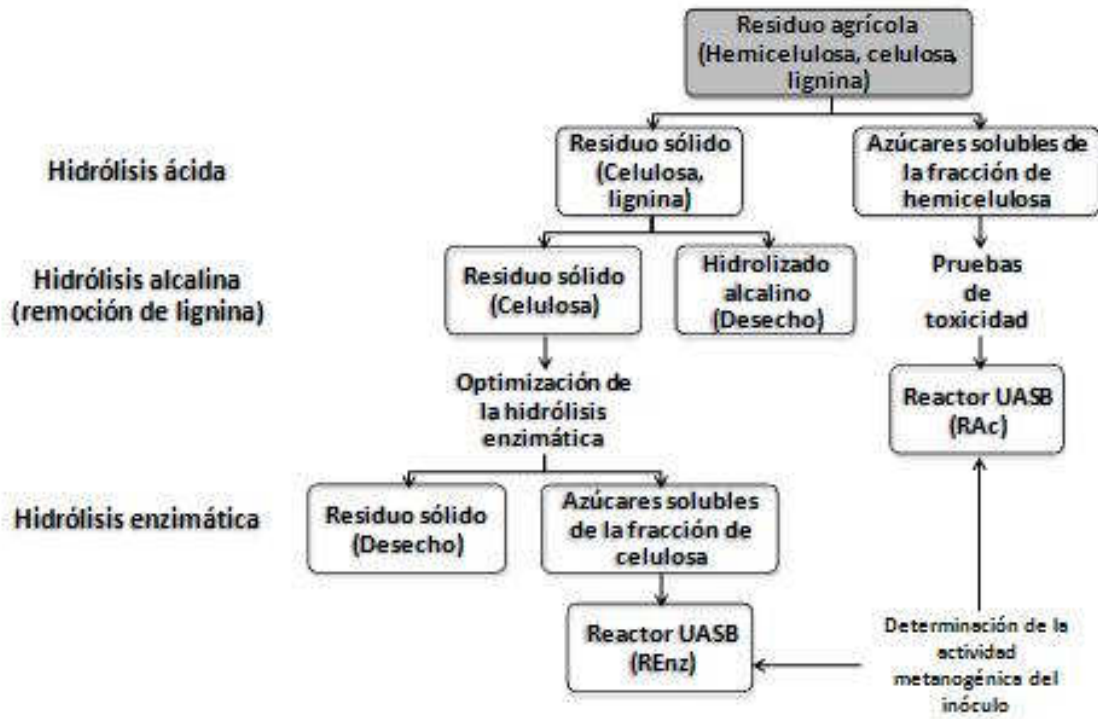 Residuo agrícola
(Hemicelulosa, celulosa,
lignina)
Hidrólisis ácida
Residuo sólido
(Celulosa,
lignina)
Azúcares solubles de
la fracción de
hemicelulosa
Hidrólisis alcalina
(remoción de lignina)
Residuo sólido
(Celulosa)
Hidrolizado
alcalino
(Desecho)
Pruebas
de
toxicidad
Optimización de
la hidrólisis
enzimática
Reactor UASB
(RAc)
Hidrólisis enzimática
Residuo sólido
(Desecho)
Azúcares solubles
de la fracción de
celulosa
Reactor UASB
(REnz)
Determinación de la
actividad
metanogénica del
inóculo